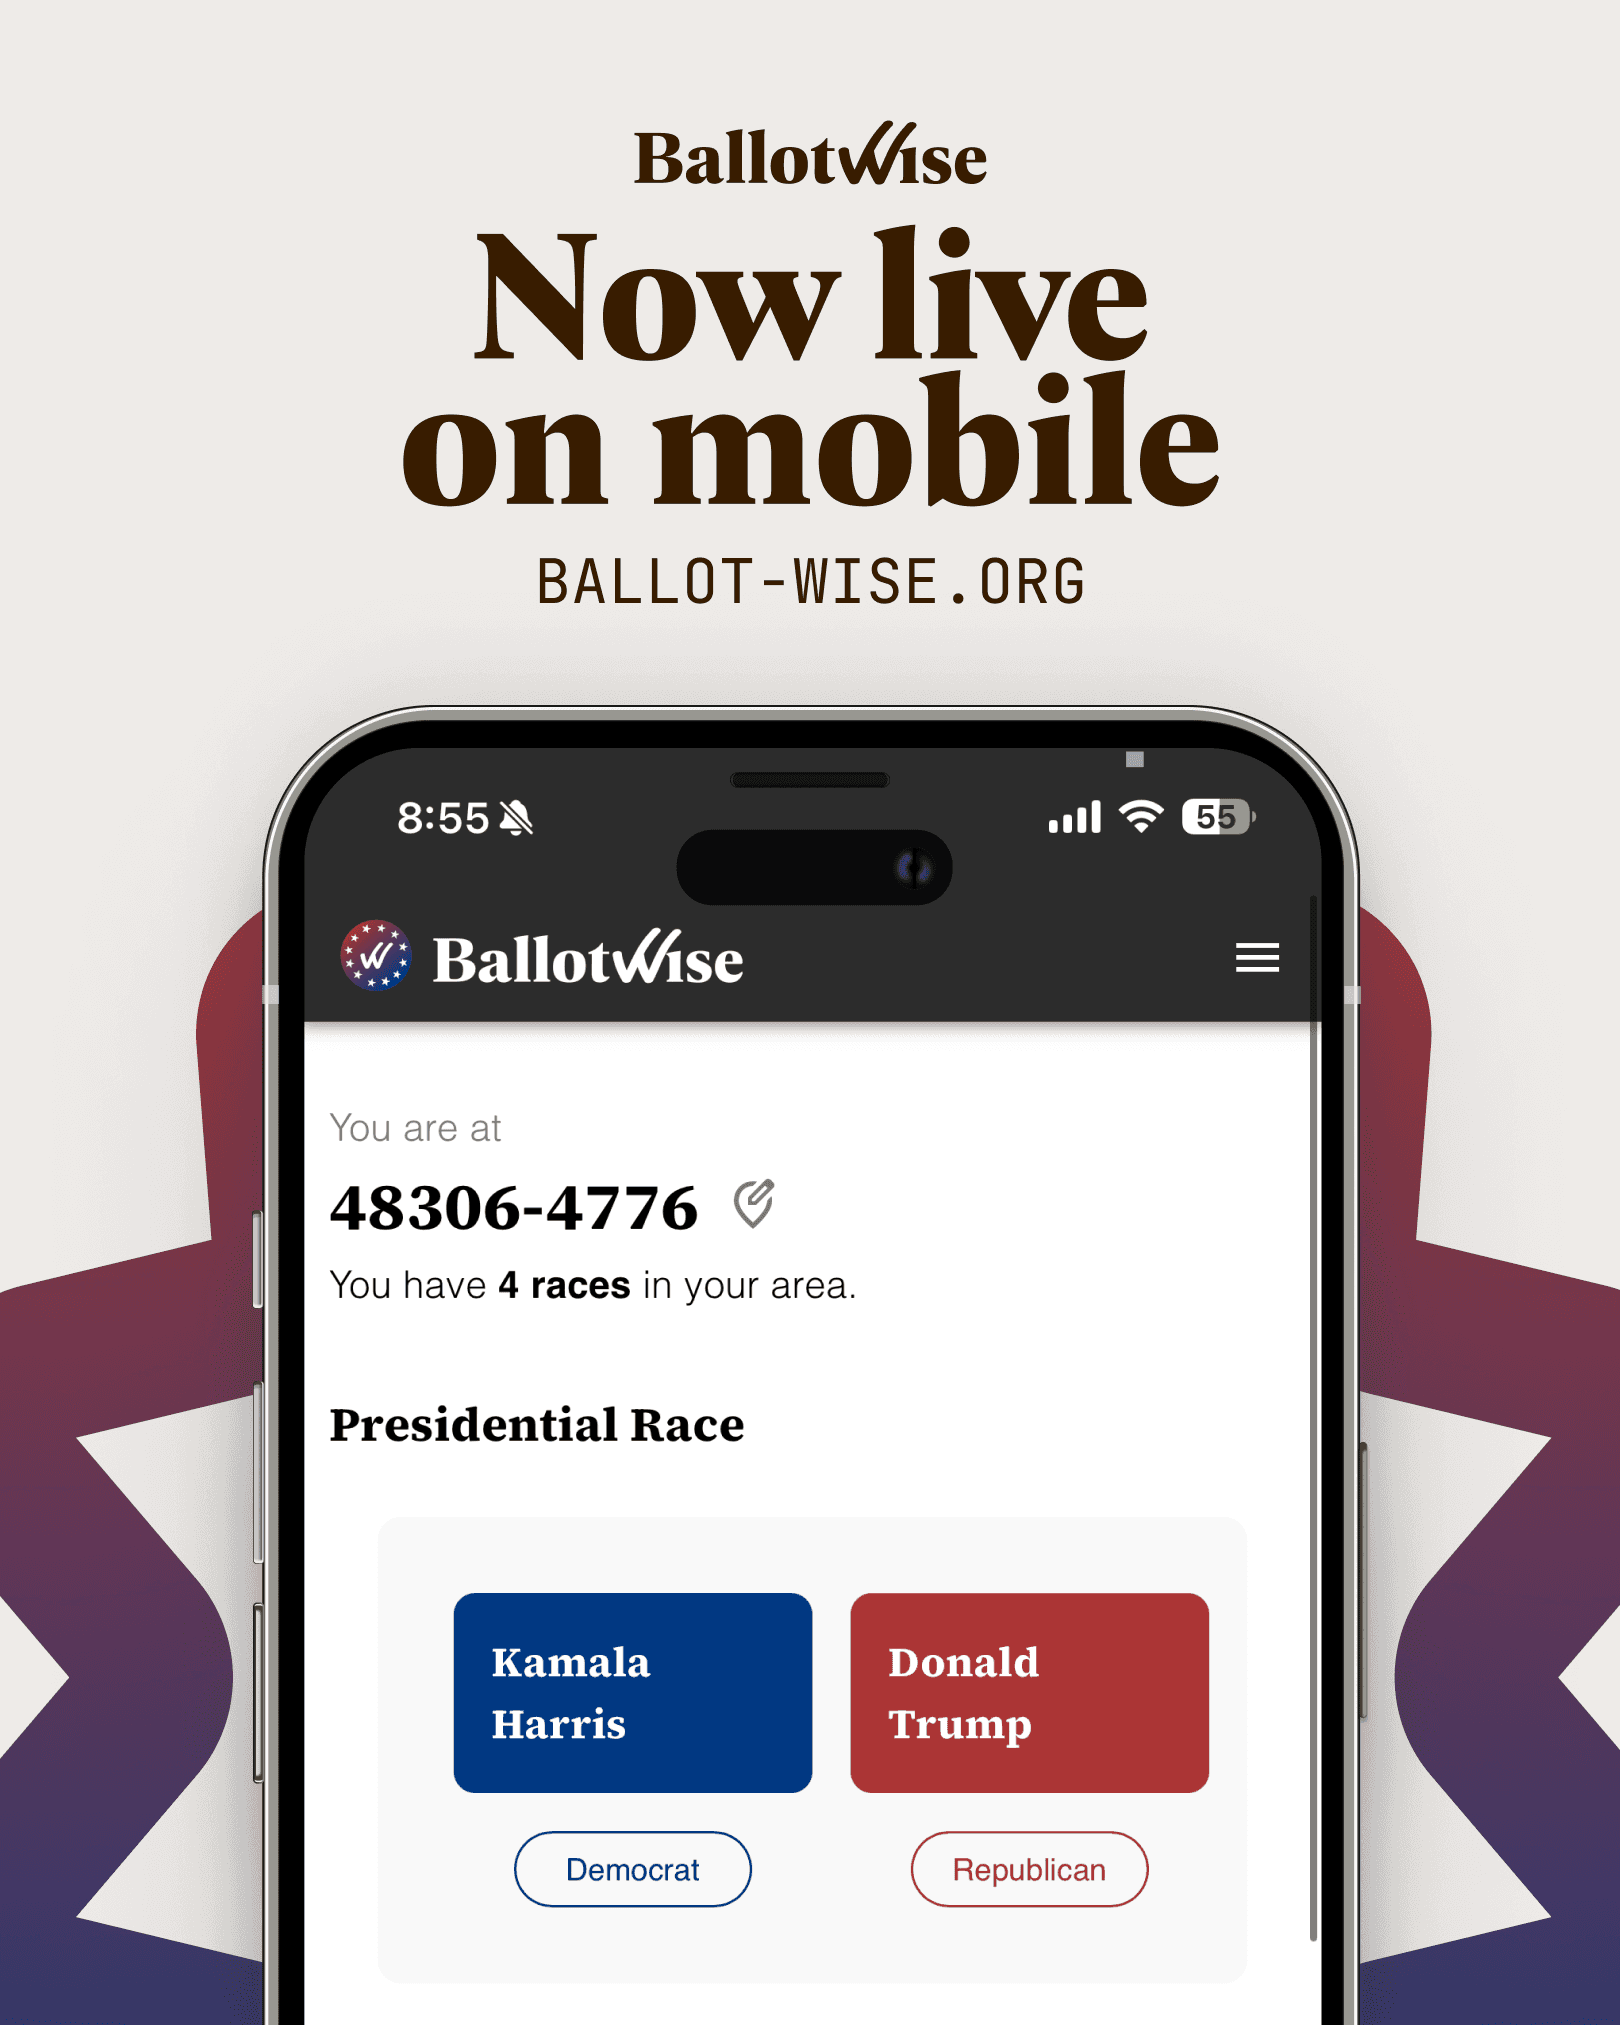 Ballotwise
Now live
on mobile
BALLOT-WISE.ORG
8:55
55
Ballotwise
You are at
48306-4776
You have 4 races in your area.
Presidential Race
Kamala
Harris
Donald
Trump
Democrat
Republican